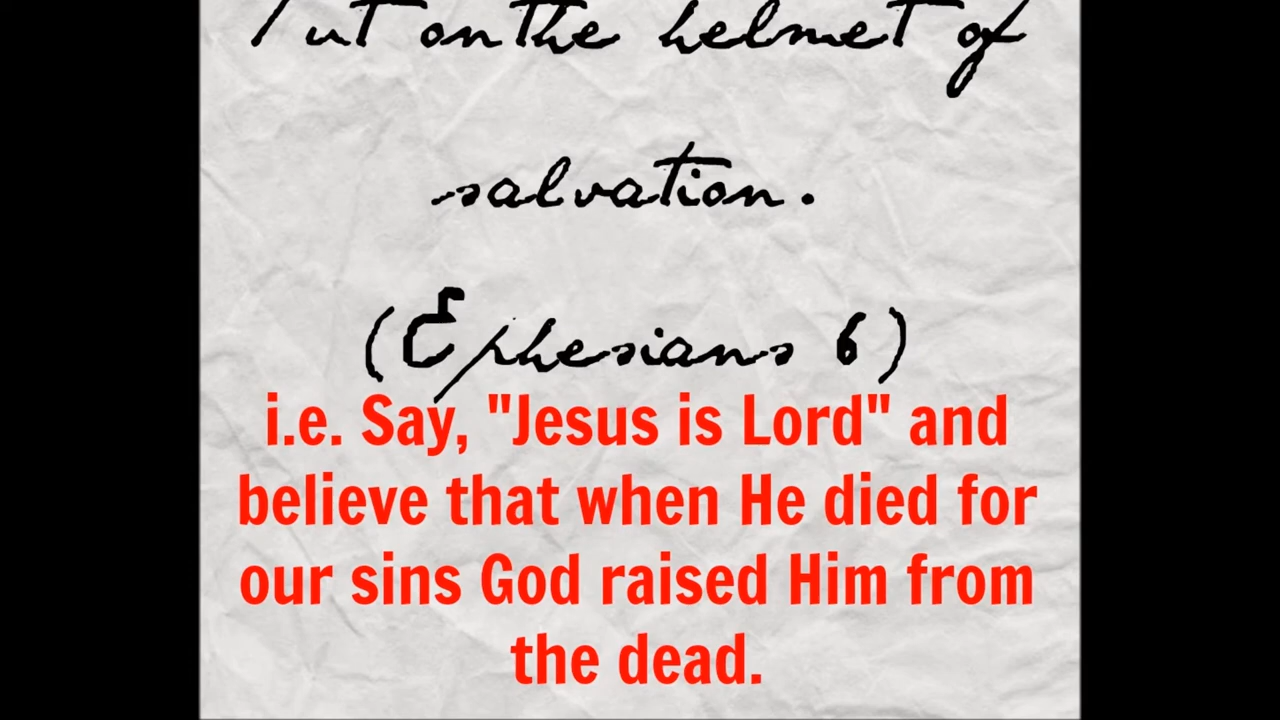 Put on the helmet of
salvation.
(Ephesians 6)
i.e. Say, "Jesus is Lord" and
believe that when He died for
our sins God raised Him from
the dead.